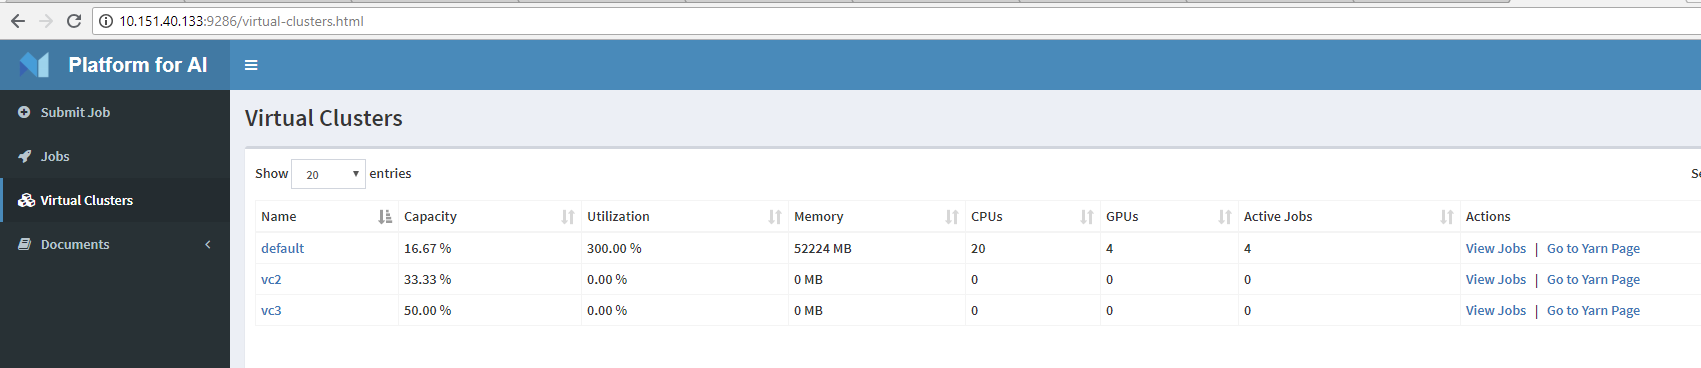 10.151.40.133:9286/virtual-clusters.html
Platform for AI
Submit Job
Jobs
Virtual Clusters
Documents
Virtual Clusters
Show 20 entries
Name Capacity Utilization Memory CPUs GPUs Active Jobs Actions
default 16.67 % 300.00 % 52224 MB 20 4 4 View Jobs | Go to Yarn Page
vc2 33.33 % 0.00 % 0 MB 0 0 0 View Jobs | Go to Yarn Page
vc3 50.00 % 0.00 % 0 MB 0 0 0 View Jobs | Go to Yarn Page